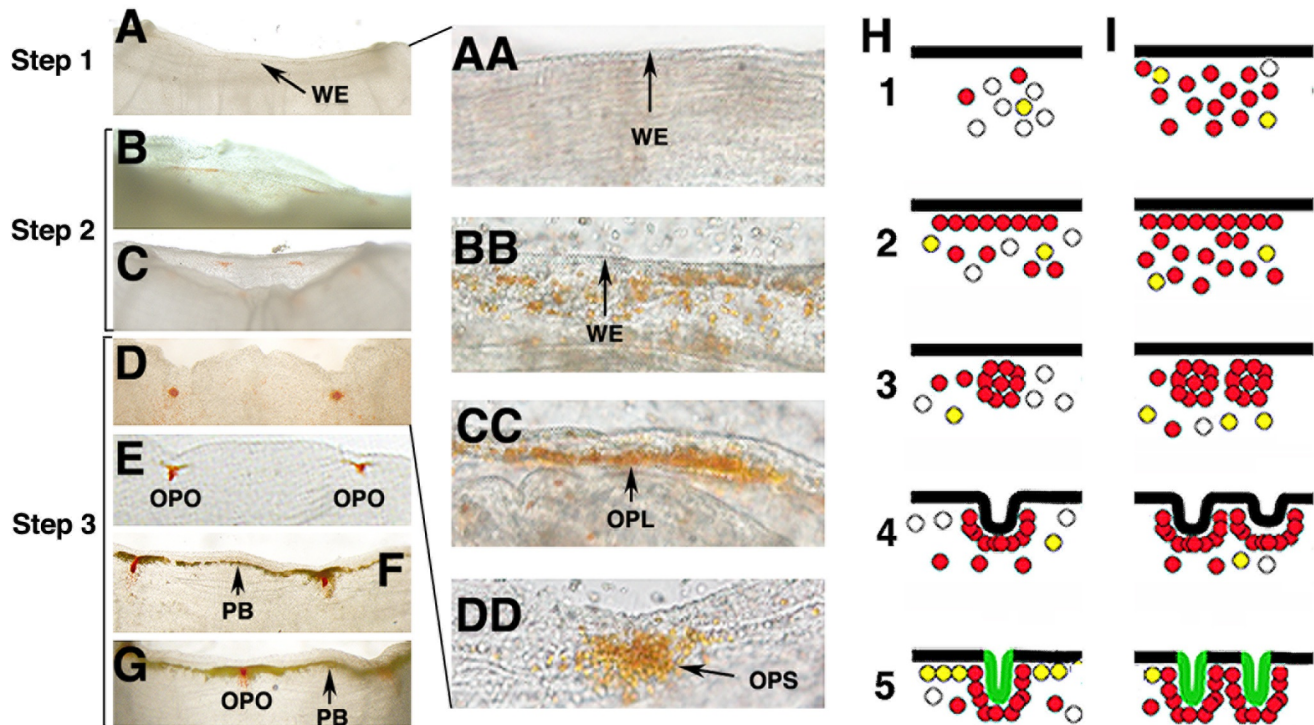 Step 1
A
WE
Step 2
B
C
Step 3
D
E
OPO OPO
F
PB
G
OPO PB
AA
WE
BB
WE
CC
OPL
DD
OPS
H I
1
2
3
4
5